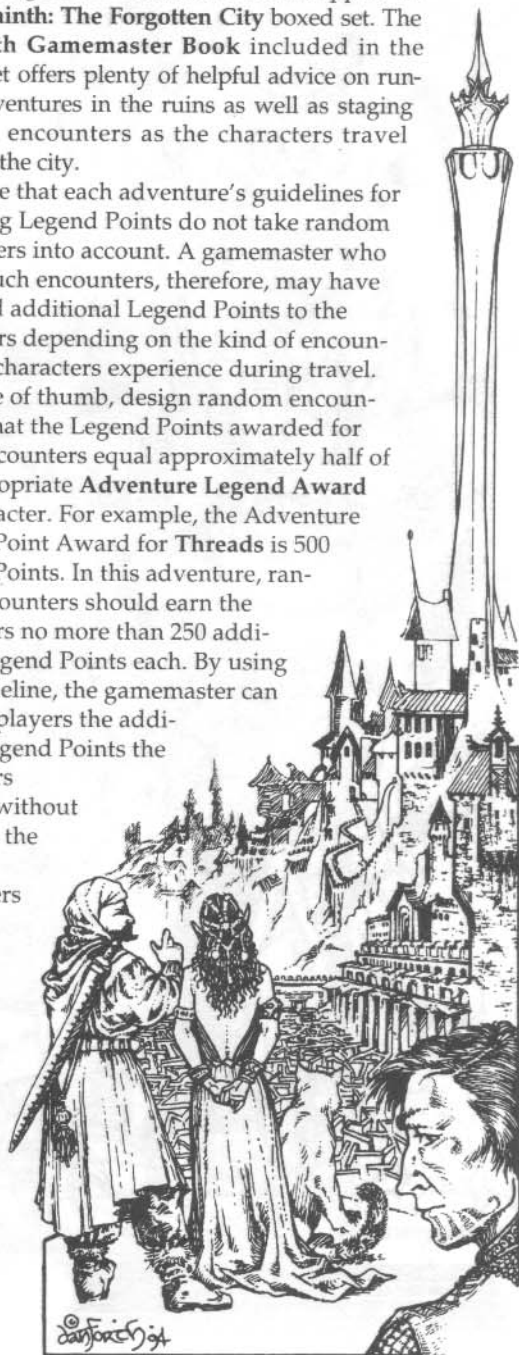 ninth: The Forgotten City boxed set. The
th Gamemaster Book included in the
et offers plenty of helpful advice on run-
ventures in the ruins as well as staging
encounters as the characters travel
the city.
e that each adventure's guidelines for
g Legend Points do not take random
ers into account. A gamemaster who
uch encounters, therefore, may have
d additional Legend Points to the
rs depending on the kind of encoun-
characters experience during travel.
e of thumb, design random encoun-
hat the Legend Points awarded for
counters equal approximately half of
opriate Adventure Legend Award
acter. For example, the Adventure
Point Award for Threads is 500
Points. In this adventure, ran-
counters should earn the
rs no more than 250 addi-
egend Points each. By using
eline, the gamemaster can
players the addi-
egend Points the
rs
without
the
ers
© Danforth 94